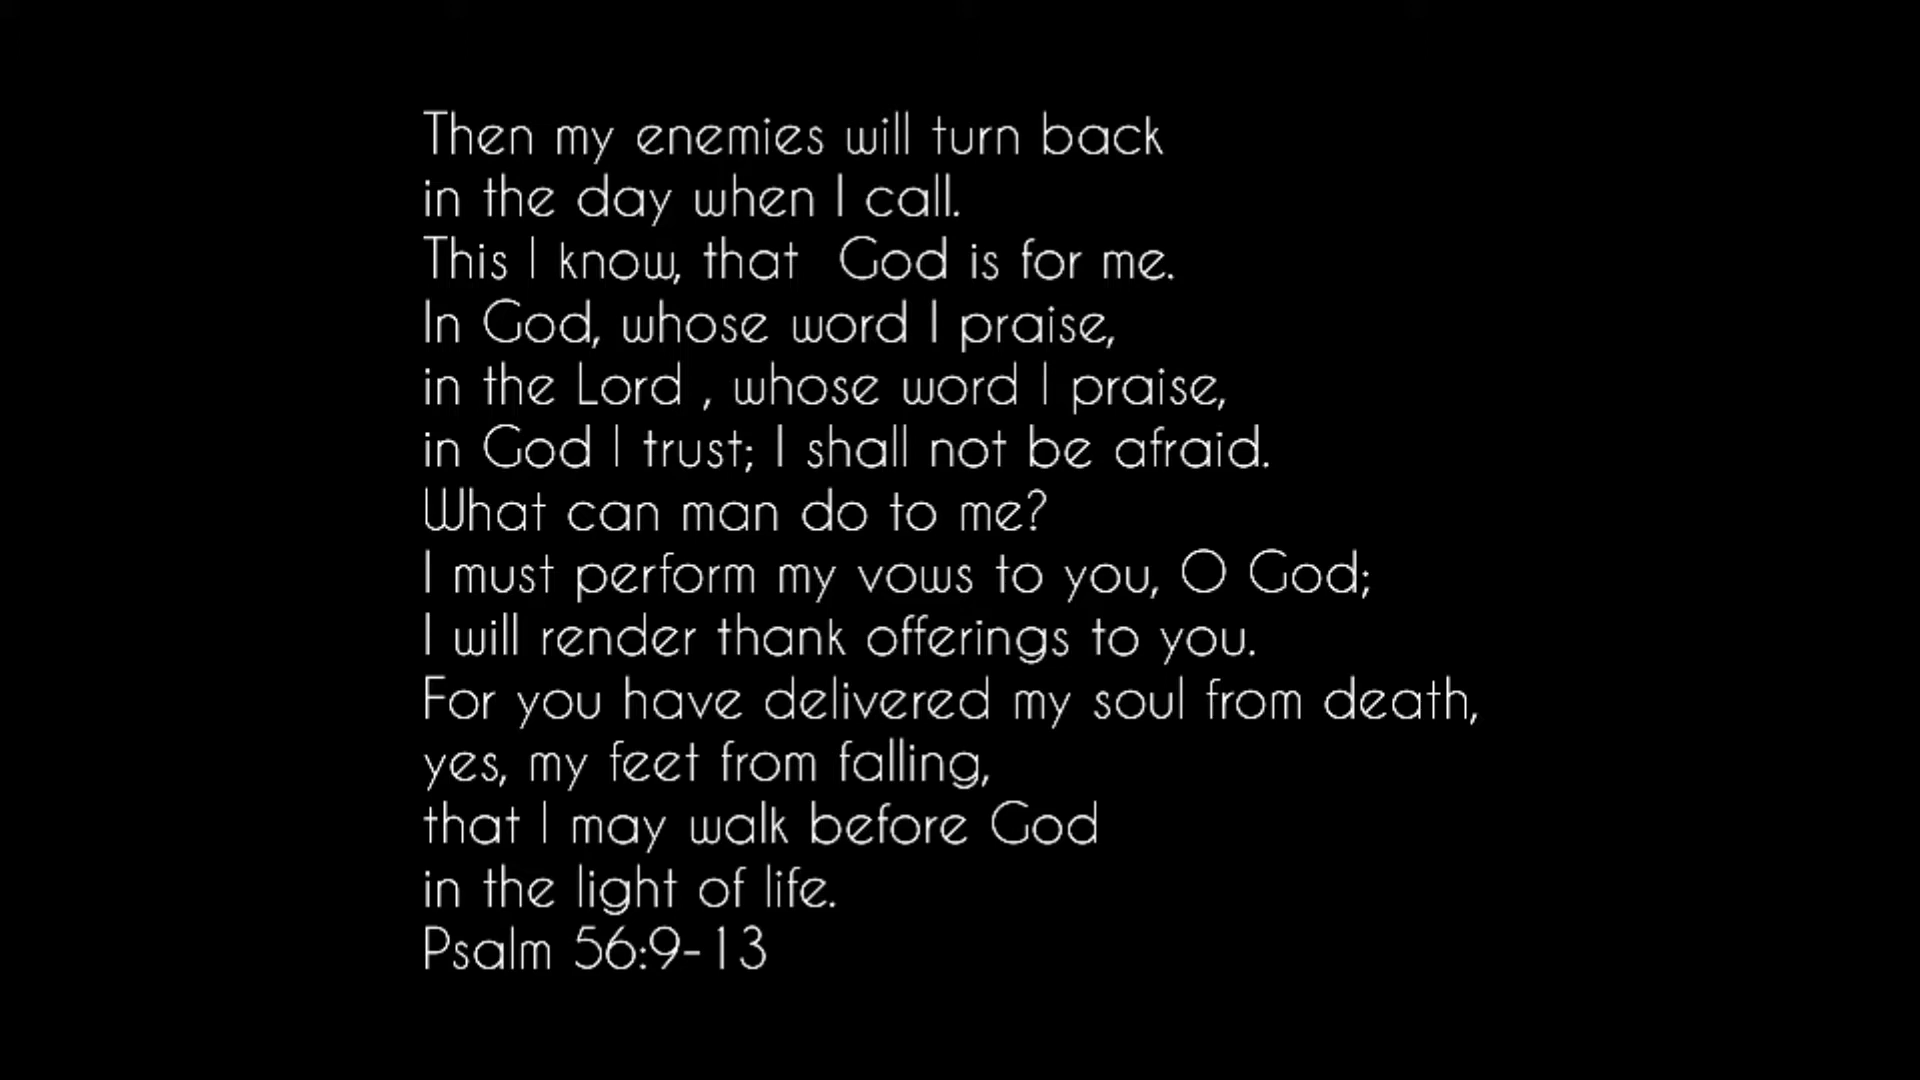 Then my enemies will turn back
in the day when I call.
This I know, that  God is for me.
In God, whose word I praise,
in the Lord , whose word I praise,
in God I trust; I shall not be afraid.
What can man do to me?
I must perform my vows to you, O God;
I will render thank offerings to you.
For you have delivered my soul from death,
yes, my feet from falling,
that I may walk before God
in the light of life.
Psalm 56:9-13